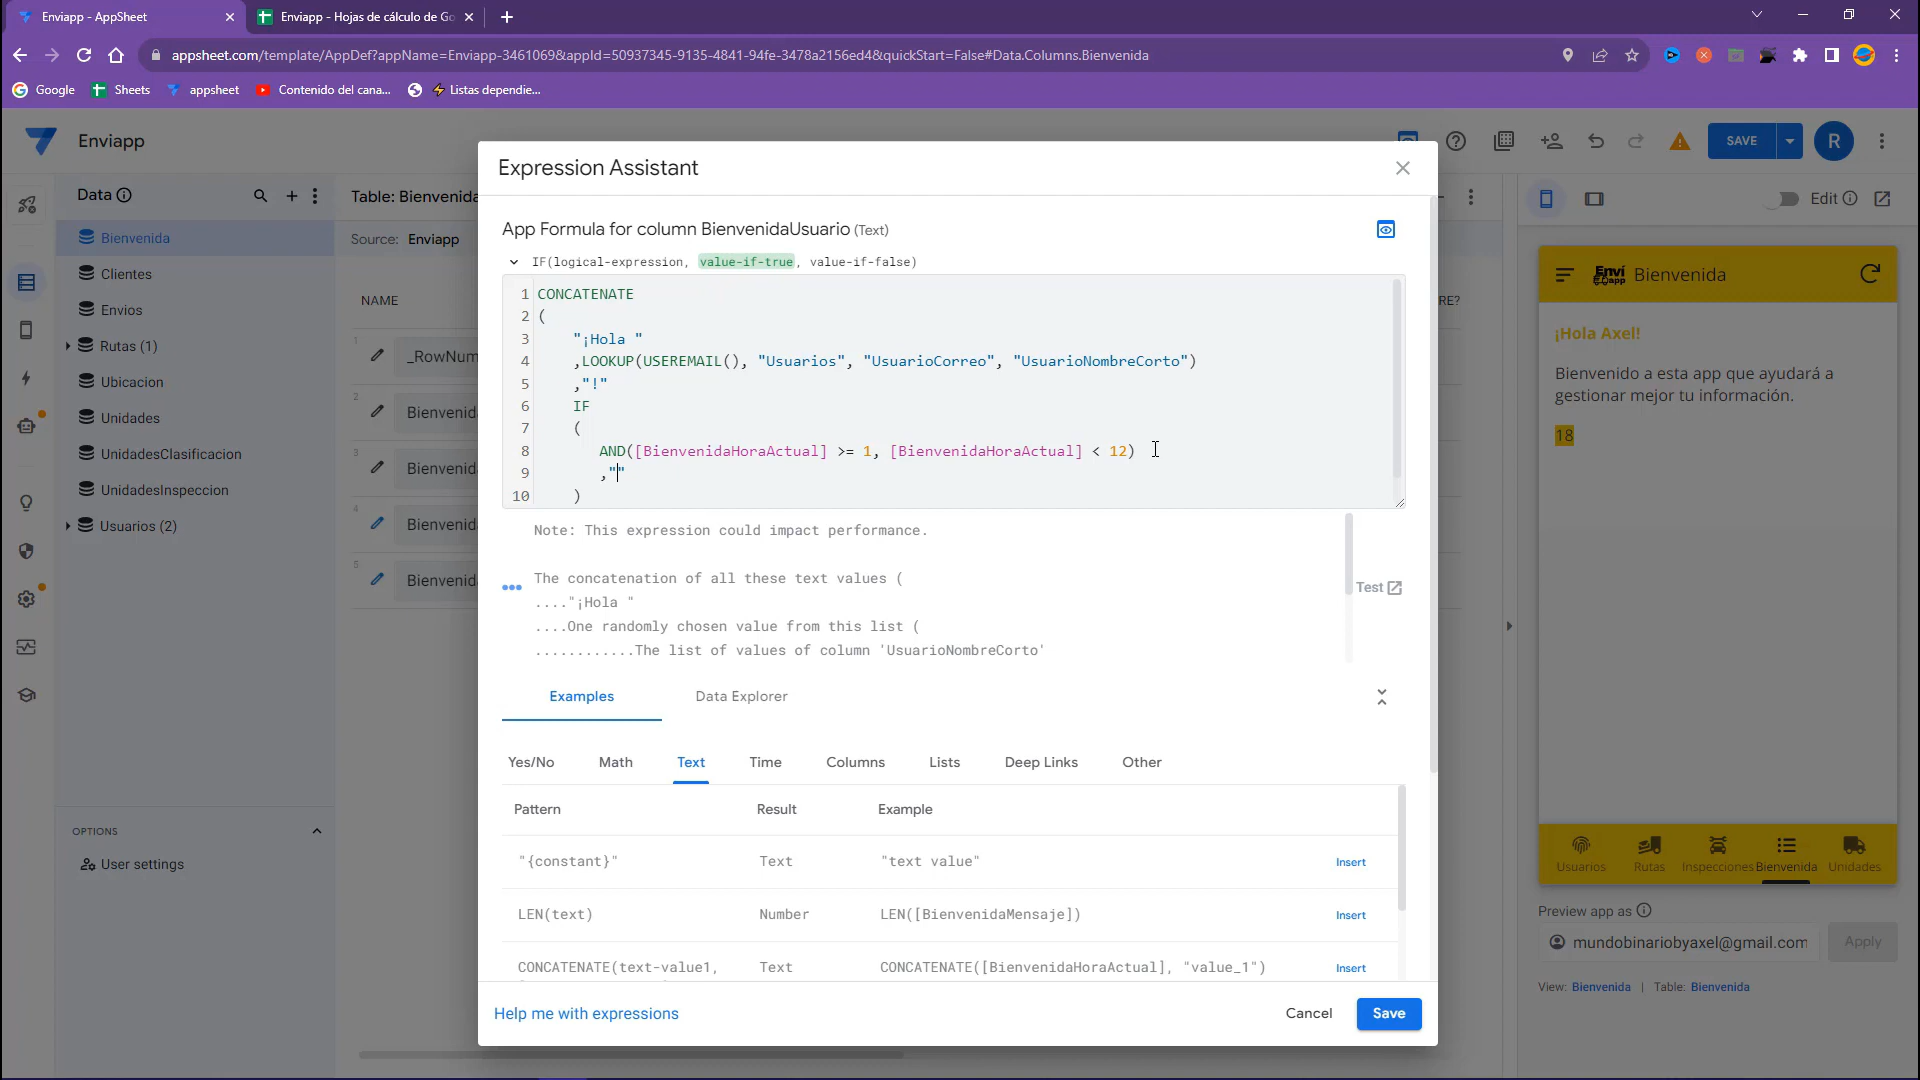 Enviapp - AppSheet
Enviapp - Hojas de cálculo de Go
appsheet.com/template/AppDef?appName=Enviapp-3461069&appId=50937345-9135-4841-94fe-3478a2156ed4&quickStart=False#Data.Columns.Bienvenida
Google
Sheets
appsheet
Contenido del cana...
Listas dependie...
Enviapp
SAVE
R
Data
Table: Bienvenida
Source: Enviapp
NAME
RE?
Bienvenida
Clientes
Envios
Rutas (1)
Ubicacion
Unidades
UnidadesClasificacion
UnidadesInspeccion
Usuarios (2)
1
_RowNum
2
Bienvenid
Bienvenid
4
Bienvenid
5
Bienvenid
OPTIONS
User settings
Expression Assistant
App Formula for column BienvenidaUsuario (Text)
IF(logical-expression, value-if-true, value-if-false)
1 CONCATENATE
2 (
3 "¡Hola "
4 ,LOOKUP(USEREMAIL(), "Usuarios", "UsuarioCorreo", "UsuarioNombreCorto")
5 ,"!"
6 IF
7 (
8 AND([BienvenidaHoraActual] >= 1, [BienvenidaHoraActual] < 12)
9 ,""
10 )
Note: This expression could impact performance.
The concatenation of all these text values (
...."¡Hola "
....One randomly chosen value from this list (
............The list of values of column 'UsuarioNombreCorto'
Test
Examples
Data Explorer
Yes/No
Math
Text
Time
Columns
Lists
Deep Links
Other
Pattern
Result
Example
"{constant}"
Text
"text value"
Insert
LEN(text)
Number
LEN([BienvenidaMensaje])
Insert
CONCATENATE(text-value1,
Text
CONCATENATE([BienvenidaHoraActual], "value_1")
Insert
Help me with expressions
Cancel
Save
Edit
Enví
app
Bienvenida
¡Hola Axel!
Bienvenido a esta app que ayudará a
gestionar mejor tu información.
18
Usuarios
Rutas
Inspecciones
Bienvenida
Unidades
Preview app as
mundobinariobyaxel@gmail.com
Apply
View: Bienvenida | Table: Bienvenida